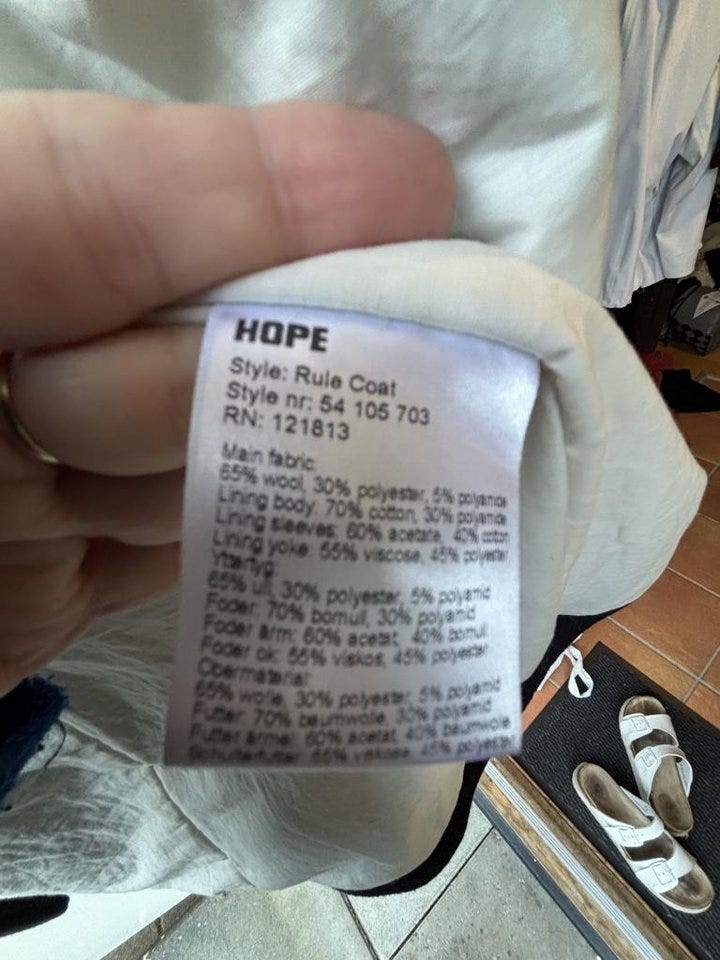 HOPE
Style: Rule Coat
Style nr: 54 105 703
RN: 121813
Main fabric:
65% wool, 30% polyester, 5% polyamide
Lining body: 70% cotton, 30% polyamide
Lining sleeves: 60% acetate, 40% cotton
Lining yoke: 55% viscose, 45% polyester
Yttertyg:
65% ull, 30% polyester, 5% polyamid
Foder: 70% bomull, 30% polyamid
Foder ärm: 60% acetat, 40% bomull
Foder ok: 55% viskos, 45% polyester
Obermaterial:
65% wolle, 30% polyester, 5% polyamid
Futter: 70% baumwolle, 30% polyamid
Futter ärmel: 60% acetat, 40% baumwolle
55% viskose, 45% polyester